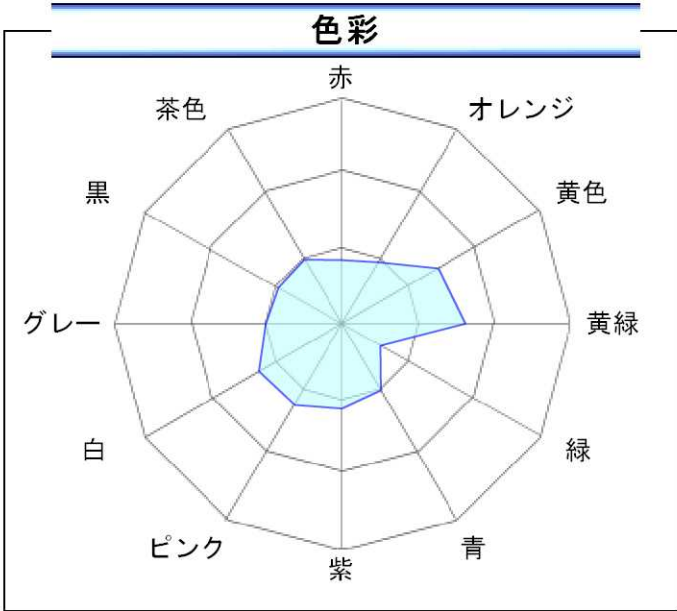 色彩
赤
オレンジ
黄色
黄緑
緑
青
紫
ピンク
白
グレー
黒
茶色